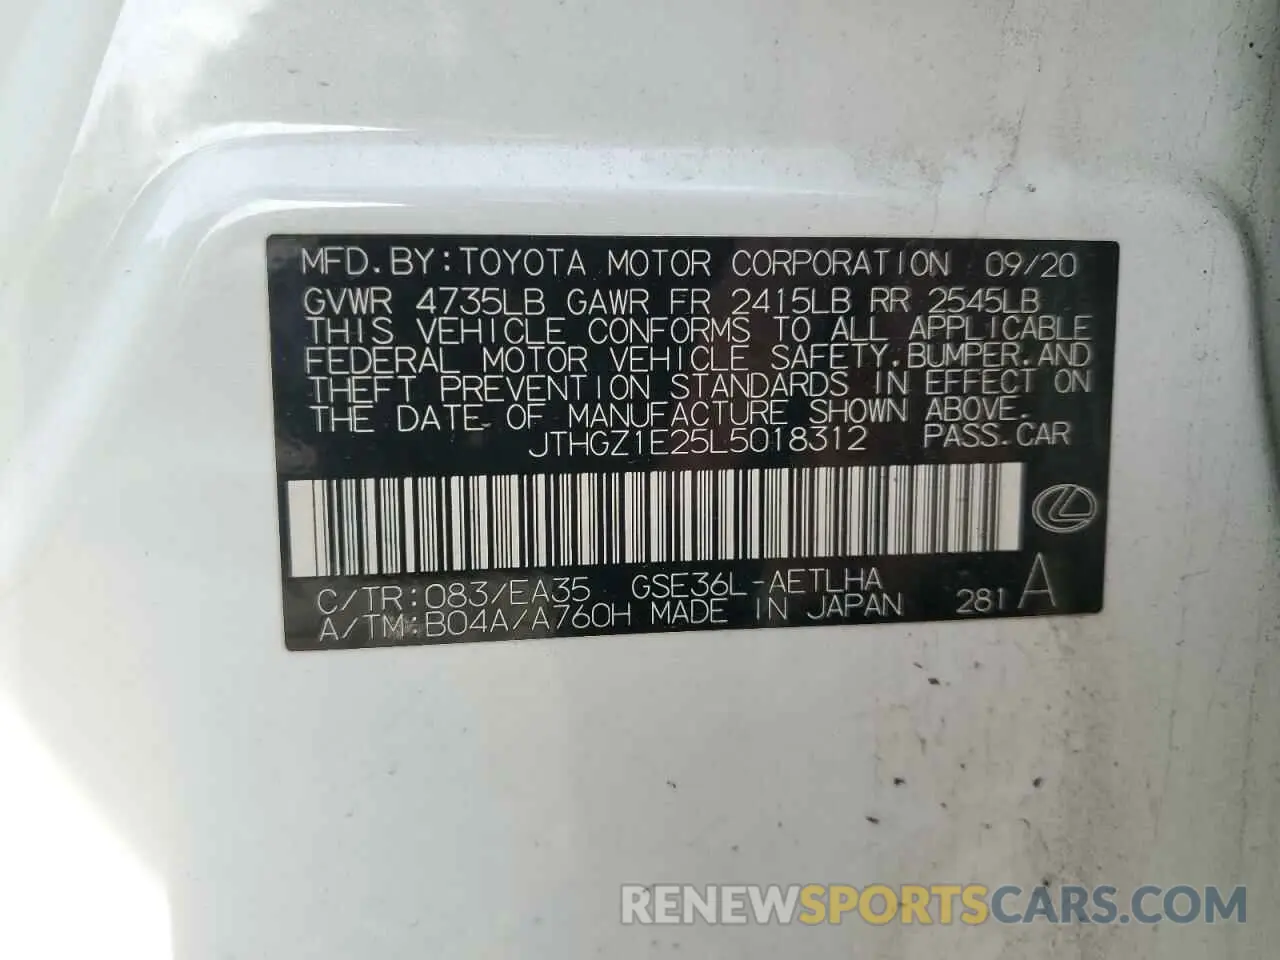 MFD.BY:TOYOTA MOTOR CORPORATION 09/20
GVWR 4735LB GAWR FR 2415LB RR 2545LB
THIS VEHICLE CONFORMS TO ALL APPLICABLE
FEDERAL MOTOR VEHICLE SAFETY,BUMPER,AND
THEFT PREVENTION STANDARDS IN EFFECT ON
THE DATE OF MANUFACTURE SHOWN ABOVE.
JTHGZ1E25L5018312 PASS.CAR
C/TR:083/EA35 GSE36L-AETLHA
A/TM:B04A/A760H MADE IN JAPAN 281 A
RENEWSPORTSCARS.COM